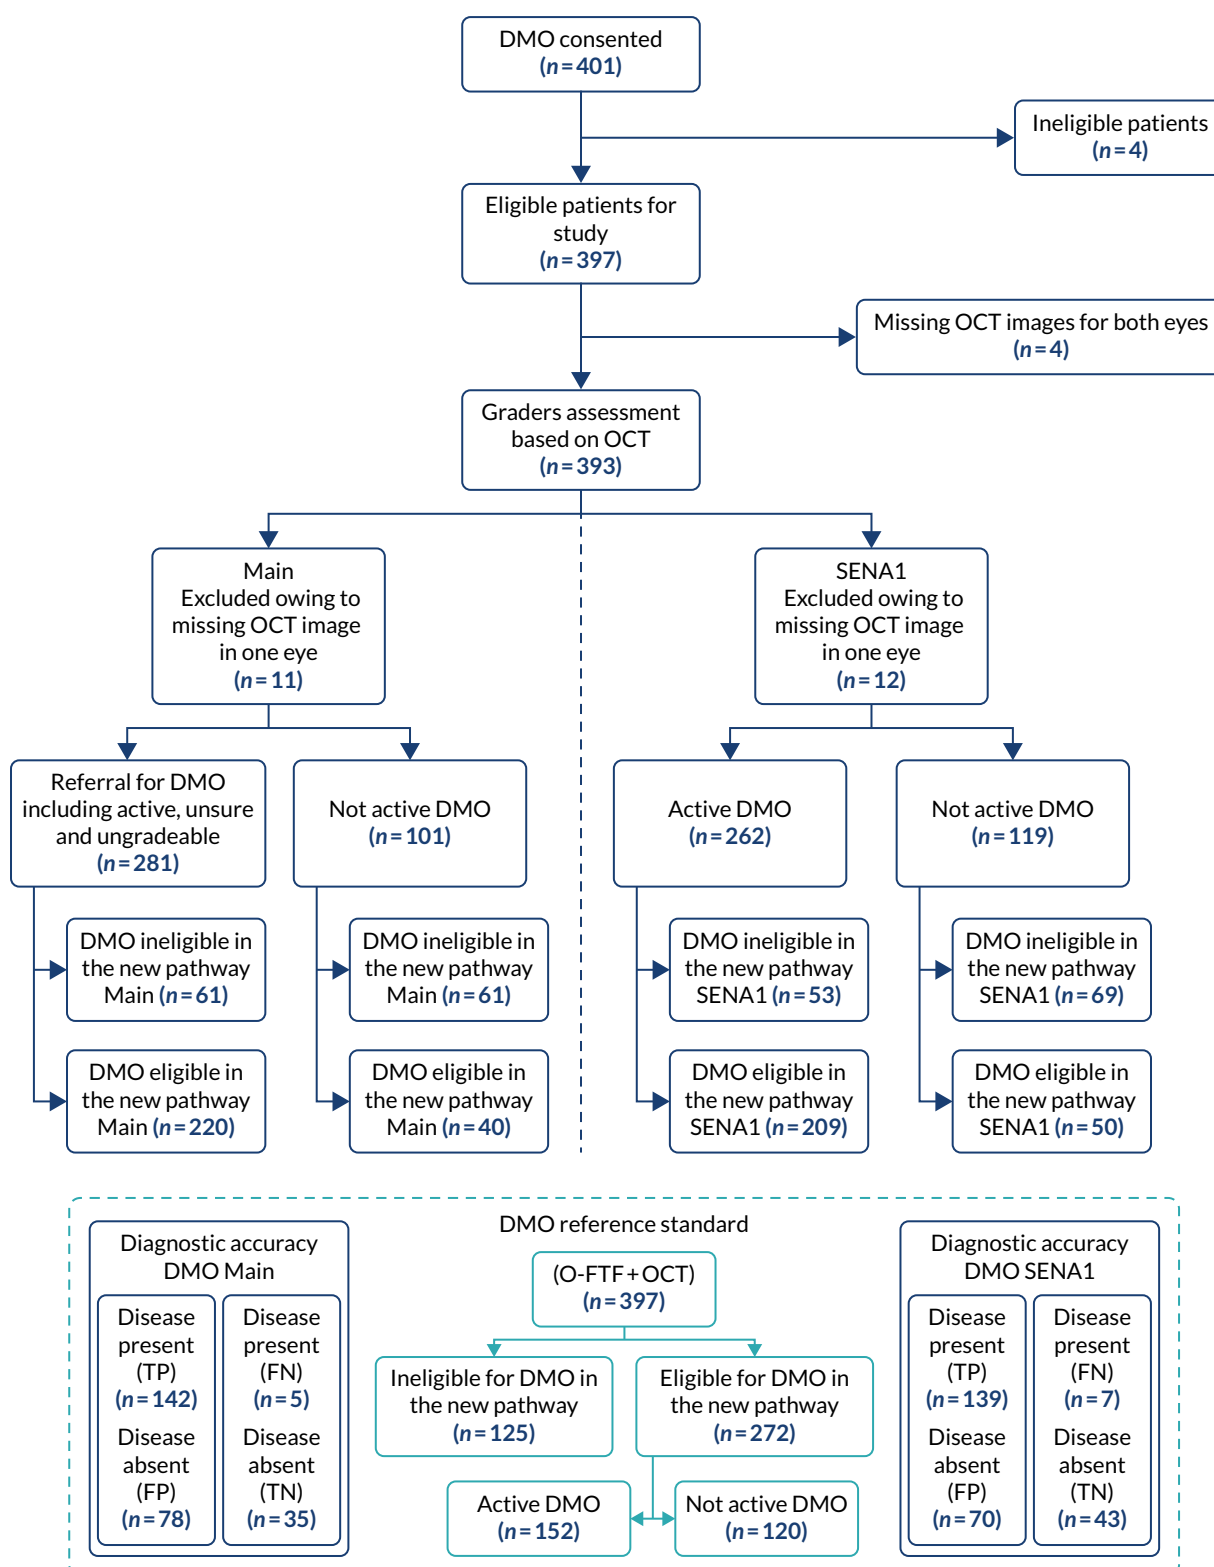 DMO consented
(n=401)
Ineligible patients
(n=4)
Eligible patients for
study
(n=397)
Missing OCT images for both eyes
(n=4)
Graders assessment
based on OCT
(n=393)
Main
Excluded owing to
missing OCT image
in one eye
(n=11)
SENA1
Excluded owing to
missing OCT image
in one eye
(n=12)
Referral for DMO
including active, unsure
and ungradeable
(n=281)
Not active DMO
(n=101)
Active DMO
(n=262)
Not active DMO
(n=119)
DMO ineligible in
the new pathway
Main (n=61)
DMO ineligible in
the new pathway
Main (n=61)
DMO ineligible in
the new pathway
SENA1 (n=53)
DMO ineligible in
the new pathway
SENA1 (n=69)
DMO eligible in
the new pathway
Main (n=220)
DMO eligible in
the new pathway
Main (n=40)
DMO eligible in
the new pathway
SENA1 (n=209)
DMO eligible in
the new pathway
SENA1 (n=50)
Diagnostic accuracy
DMO Main
Disease
present
(TP)
(n=142)
Disease
absent
(FP)
(n=78)
Disease
present
(FN)
(n=5)
Disease
absent
(TN)
(n=35)
DMO reference standard
(O-FTF+OCT)
(n=397)
Ineligible for DMO in
the new pathway
(n=125)
Eligible for DMO in
the new pathway
(n=272)
Active DMO
(n=152)
Not active DMO
(n=120)
Diagnostic accuracy
DMO SENA1
Disease
present
(TP)
(n=139)
Disease
absent
(FP)
(n=70)
Disease
present
(FN)
(n=7)
Disease
absent
(TN)
(n=43)